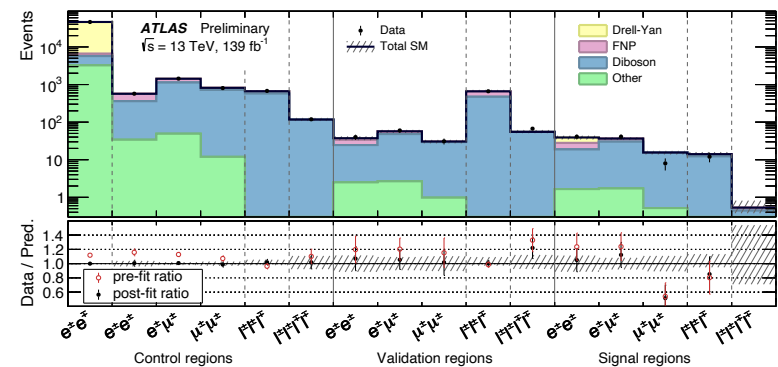 Events
ATLAS Preliminary
√s = 13 TeV, 139 fb⁻¹
Data
Total SM
Drell-Yan
FNP
Diboson
Other
10⁴
10³
10²
10
1
Data / Pred.
1.4
1.2
1.0
0.8
0.6
pre-fit ratio
post-fit ratio
e±e∓ e±e± e±μ± μ±μ± l±l±l∓ l±l±l∓l∓ e±e± e±μ± μ±μ± l±l±l∓ l±l±l∓l∓ e±e± e±μ± μ±μ± l±l±l∓ l±l±l∓l∓
Control regions Validation regions Signal regions